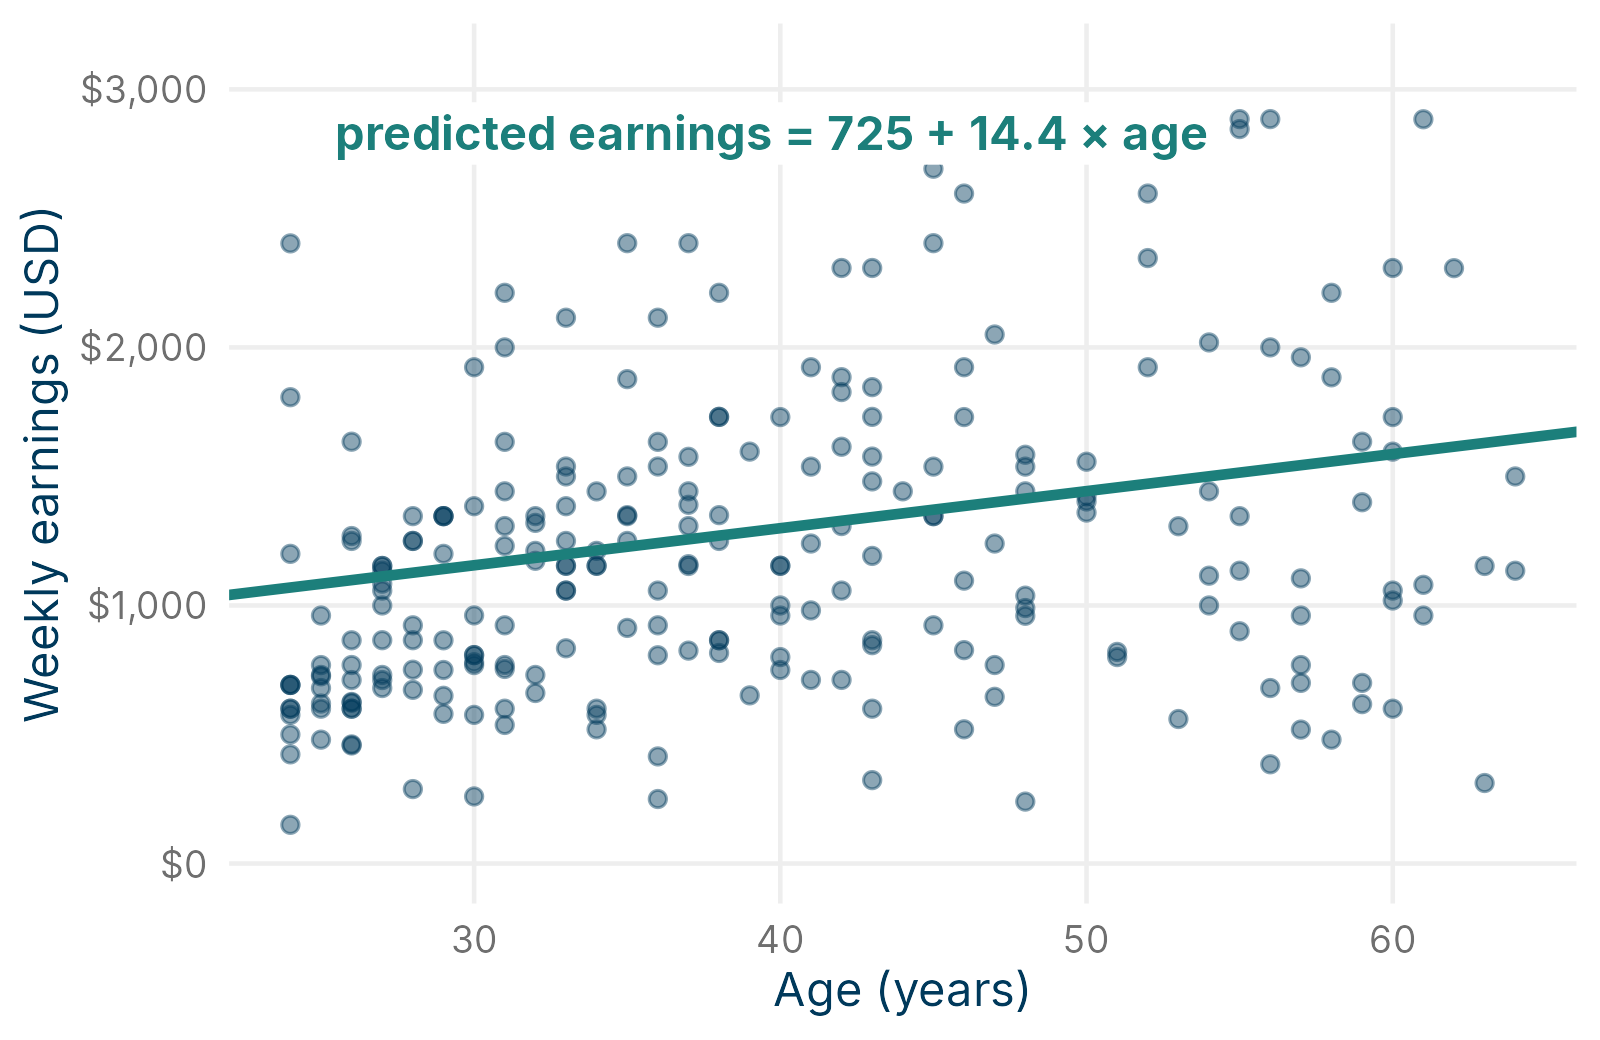 $3,000
predicted earnings = 725 + 14.4 × age
$2,000
$1,000
$0
Weekly earnings (USD)
30 40 50 60
Age (years)